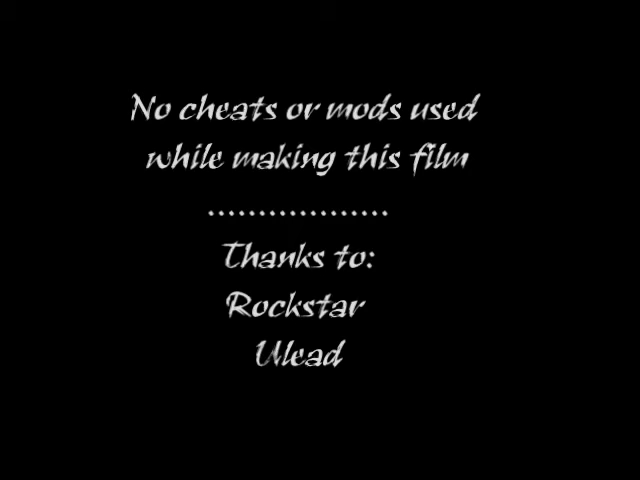 No cheats or mods used
while making this film
..................
Thanks to:
Rockstar
Ulead